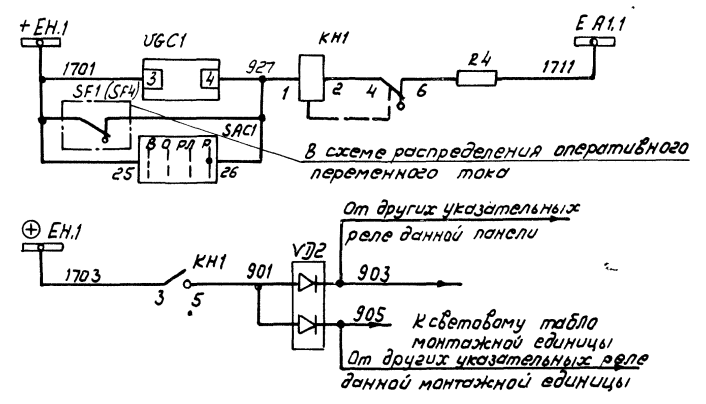 + EH.1
UGC1
KH1
E A1.1
1701
3
4
927
1
2
4
6
R4
1711
SF1 (SF4)
SAC1
В О РЛ Р
25
26
В схеме распределения оперативного
переменного тока
⊕ EH.1
1703
3
5
KH1
901
VD2
От других указательных
реле данной панели
903
905
К световому табло
монтажной единицы
От других указательных реле
данной монтажной единицы